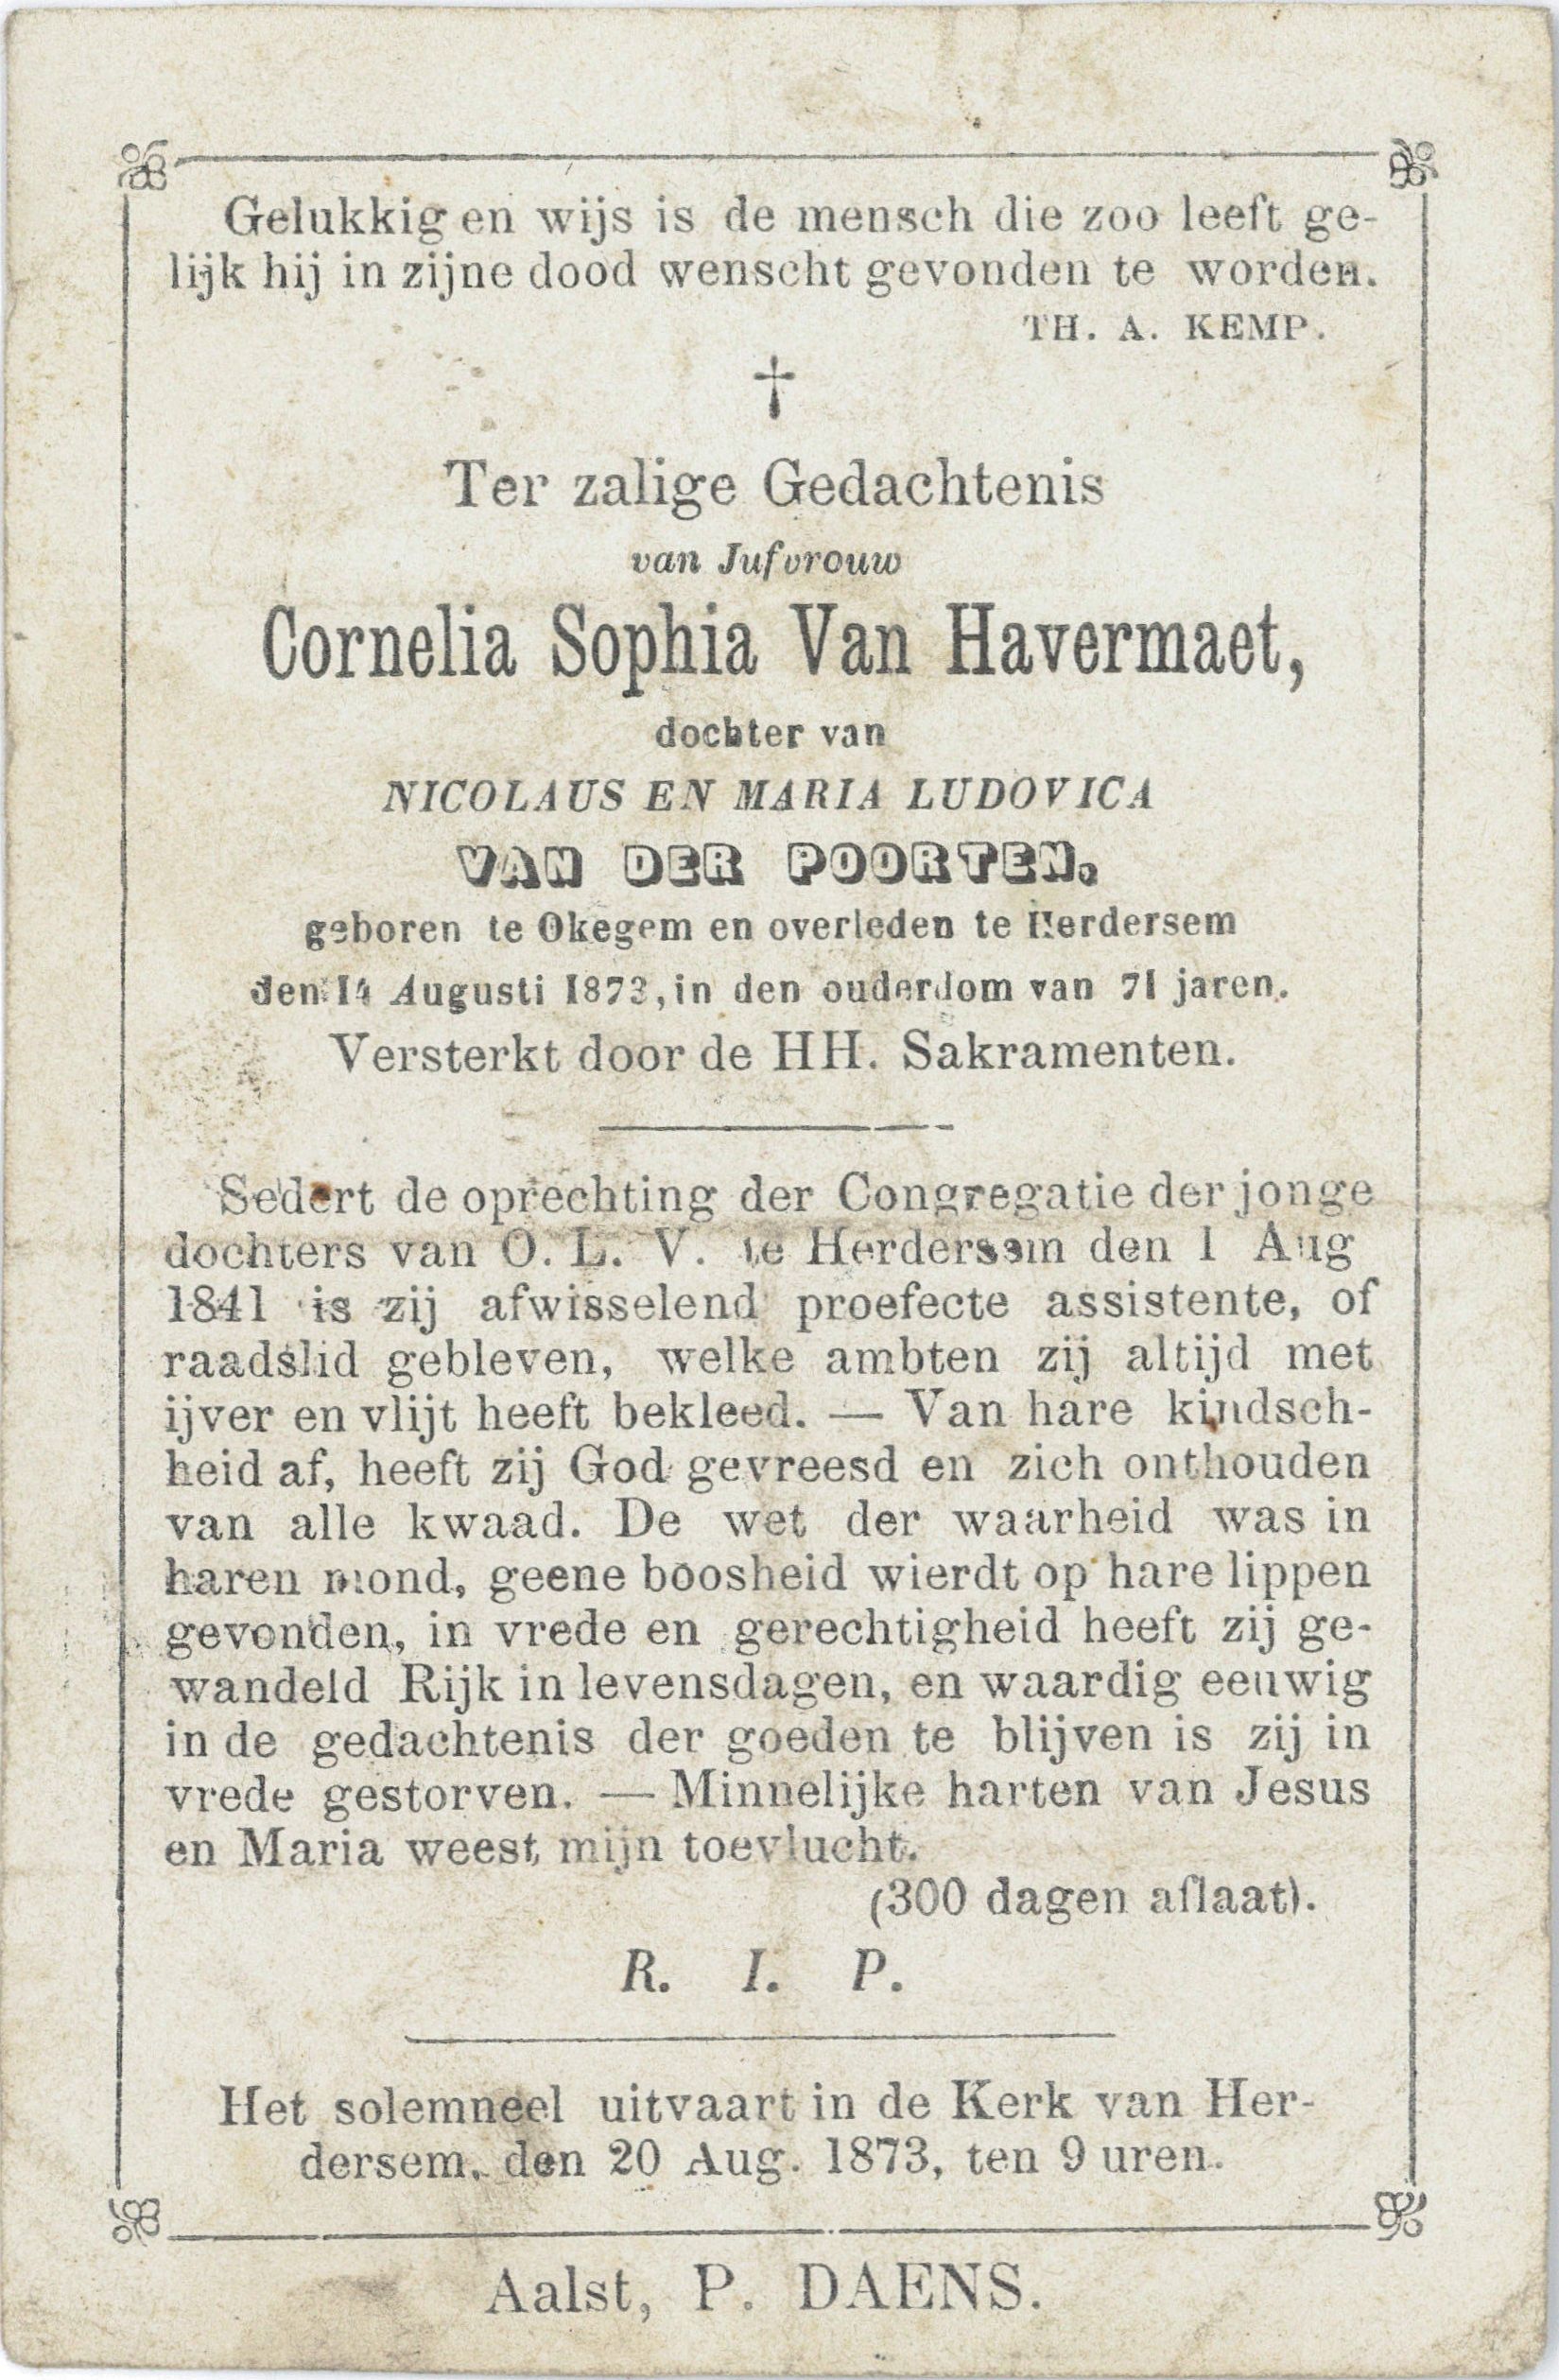 Gelukkig en wijs is de mensch die zoo leeft ge-
lijk hij in zijne dood wenscht gevonden te worden.
TH. A. KEMP.
†
Ter zalige Gedachtenis
van Jufvrouw
Cornelia Sophia Van Havermaet,
dochter van
NICOLAUS EN MARIA LUDOVICA
VAN DER POORTEN.
geboren te Okegem en overleden te Herdersem
den 14 Augusti 1873, in den ouderdom van 71 jaren.
Versterkt door de HH. Sakramenten.
Sedert de oprechting der Congregatie der jonge
dochters van O. L. V. te Herdersem den 1 Aug
1841 is zij afwisselend proefecte assistente, of
raadslid gebleven, welke ambten zij altijd met
ijver en vlijt heeft bekleed. — Van hare kindsch-
heid af, heeft zij God gevreesd en zich onthouden
van alle kwaad. De wet der waarheid was in
haren mond, geene boosheid wierdt op hare lippen
gevonden, in vrede en gerechtigheid heeft zij ge-
wandeld Rijk in levensdagen, en waardig eeuwig
in de gedachtenis der goeden te blijven is zij in
vrede gestorven. — Minnelijke harten van Jesus
en Maria weest mijn toevlucht.
(300 dagen aflaat).
R. I. P.
Het solemneel uitvaart in de Kerk van Her-
dersem, den 20 Aug. 1873, ten 9 uren.
Aalst, P. DAENS.